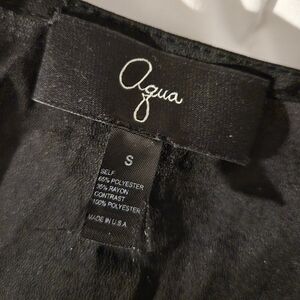 aqua
S
SELF
65% POLYESTER
35% RAYON
CONTRAST
100% POLYESTER
MADE IN U.S.A